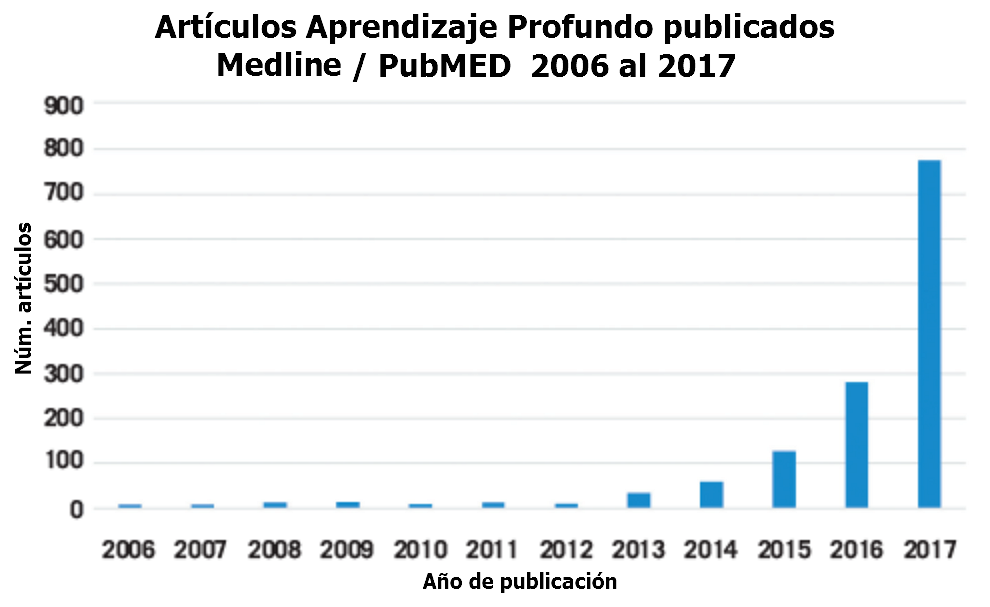 Artículos Aprendizaje Profundo publicados
Medline / PubMED 2006 al 2017
900
800
700
600
500
400
300
200
100
0
Núm. artículos
2006 2007 2008 2009 2010 2011 2012 2013 2014 2015 2016 2017
Año de publicación